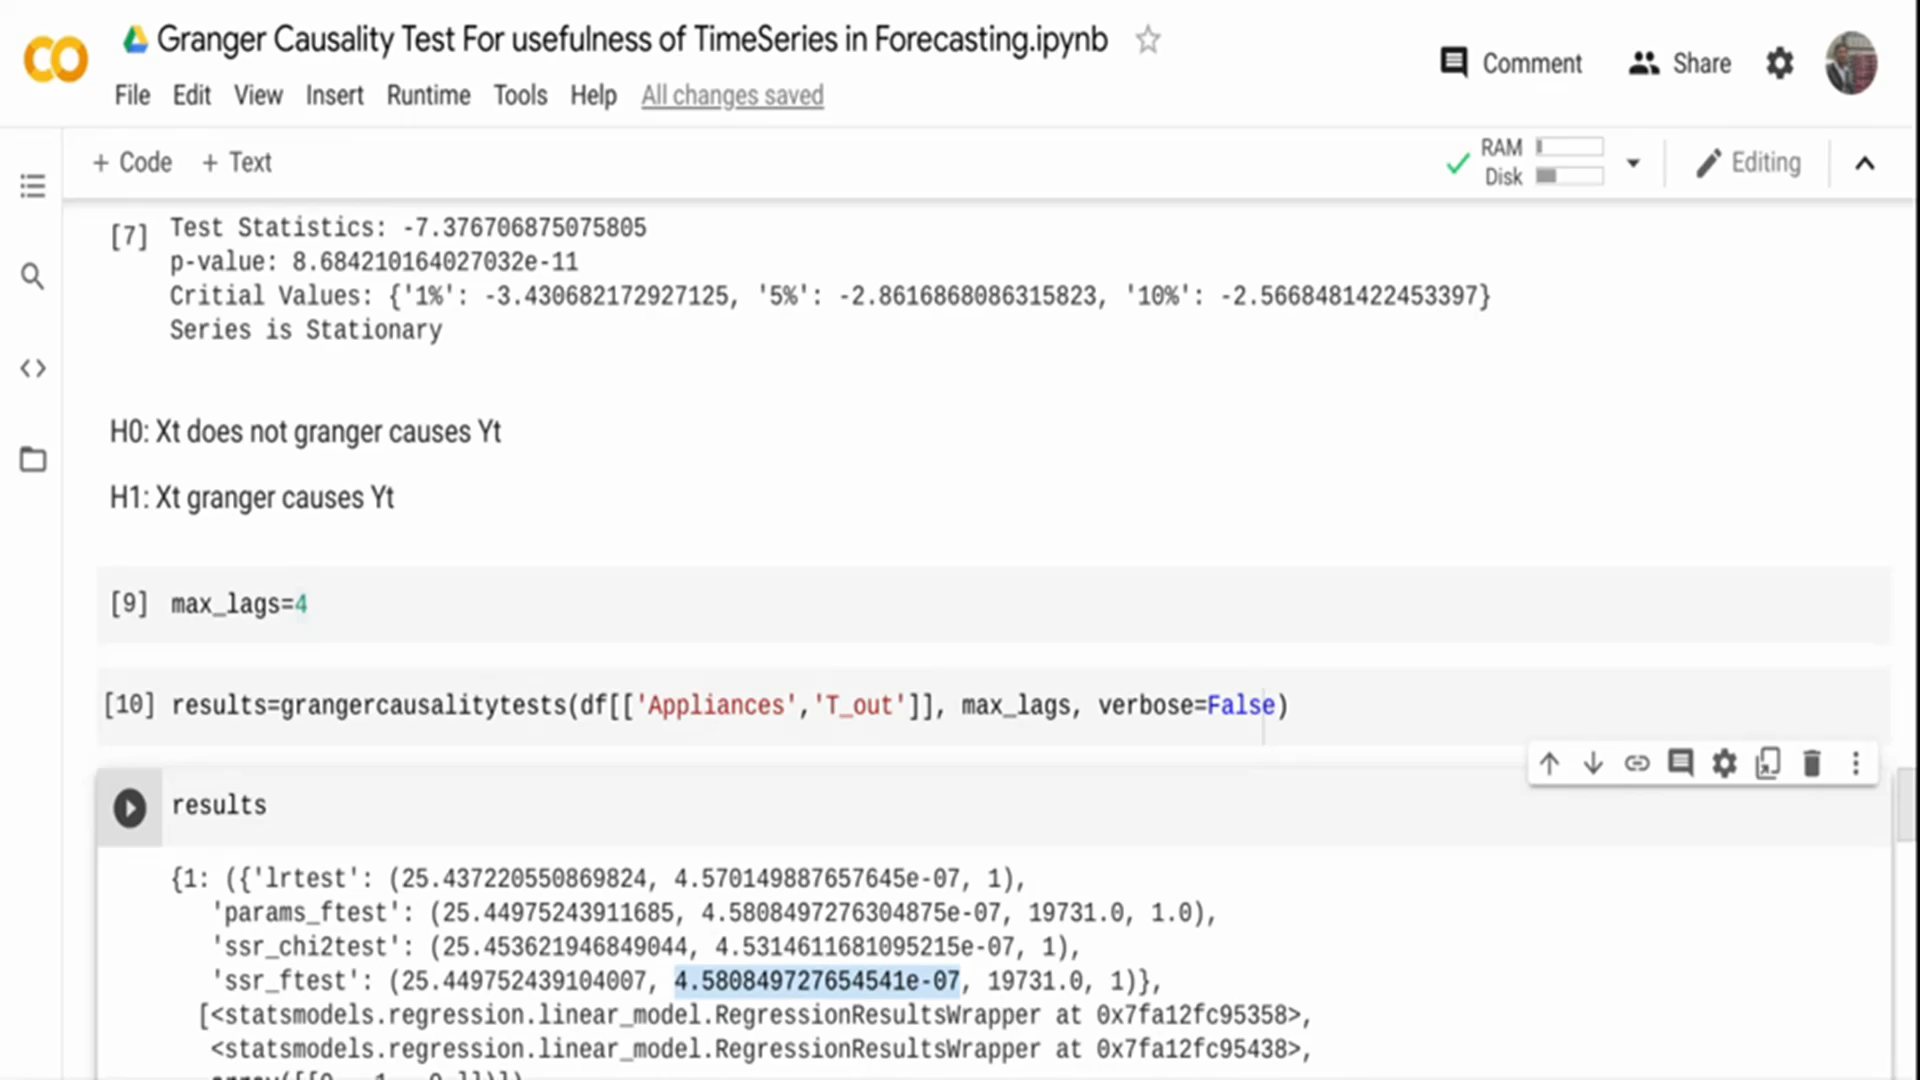 Granger Causality Test For usefulness of TimeSeries in Forecasting.ipynb
Comment Share
File Edit View Insert Runtime Tools Help All changes saved
+ Code + Text
RAM
Disk
Editing
[7] Test Statistics: -7.376706875075805
p-value: 8.684210164027032e-11
Critial Values: {'1%': -3.430682172927125, '5%': -2.8616868086315823, '10%': -2.5668481422453397}
Series is Stationary
H0: Xt does not granger causes Yt
H1: Xt granger causes Yt
[9] max_lags=4
[10] results=grangercausalitytests(df[['Appliances','T_out']], max_lags, verbose=False)
results
{1: ({'lrtest': (25.437220550869824, 4.570149887657645e-07, 1),
'params_ftest': (25.44975243911685, 4.5808497276304875e-07, 19731.0, 1.0),
'ssr_chi2test': (25.453621946849044, 4.5314611681095215e-07, 1),
'ssr_ftest': (25.449752439104007, 4.580849727654541e-07, 19731.0, 1)},
[<statsmodels.regression.linear_model.RegressionResultsWrapper at 0x7fa12fc95358>,
<statsmodels.regression.linear_model.RegressionResultsWrapper at 0x7fa12fc95438>,